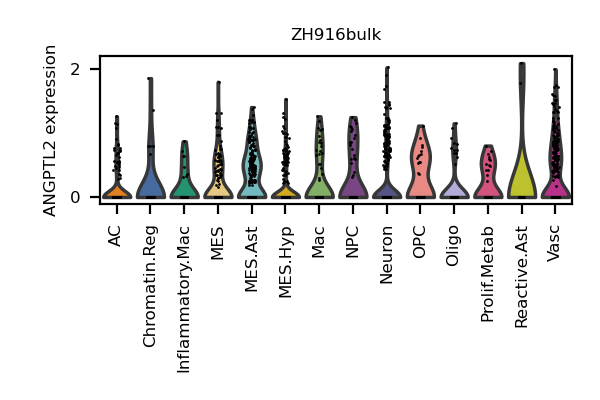 ZH916bulk
ANGPTL2 expression
2
0
AC
Chromatin.Reg
Inflammatory.Mac
MES
MES.Ast
MES.Hyp
Mac
NPC
Neuron
OPC
Oligo
Prolif.Metab
Reactive.Ast
Vasc